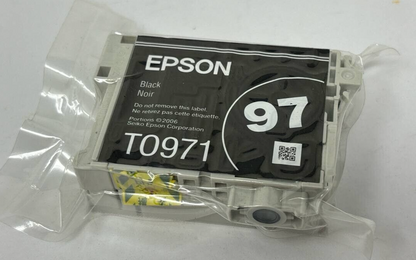 EPSON
Black
Noir
97
Do not remove this label.
Ne retirez pas cette étiquette.
Portions ©2006
Seiko Epson Corporation
T0971